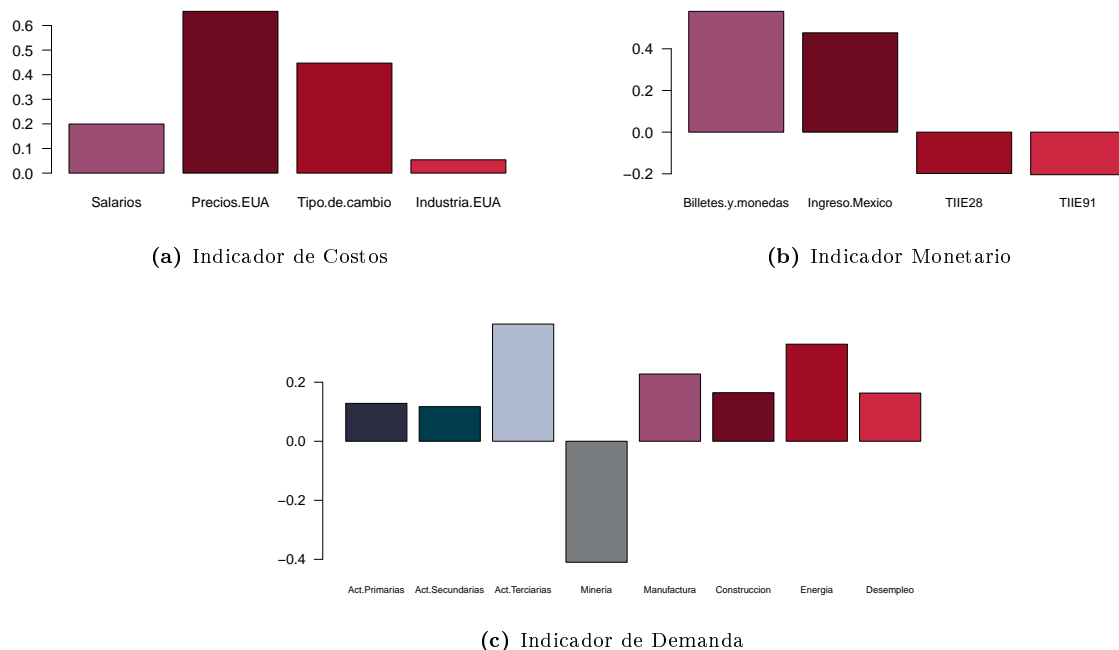 0.6
0.5
0.4
0.3
0.2
0.1
0.0
Salarios Precios.EUA Tipo.de.cambio Industria.EUA
(a) Indicador de Costos
0.4
0.2
0.0
−0.2
Billetes.y.monedas Ingreso.Mexico TIIE28 TIIE91
(b) Indicador Monetario
0.2
0.0
−0.2
−0.4
Act.Primarias Act.Secundarias Act.Terciarias Mineria Manufactura Construccion Energia Desempleo
(c) Indicador de Demanda